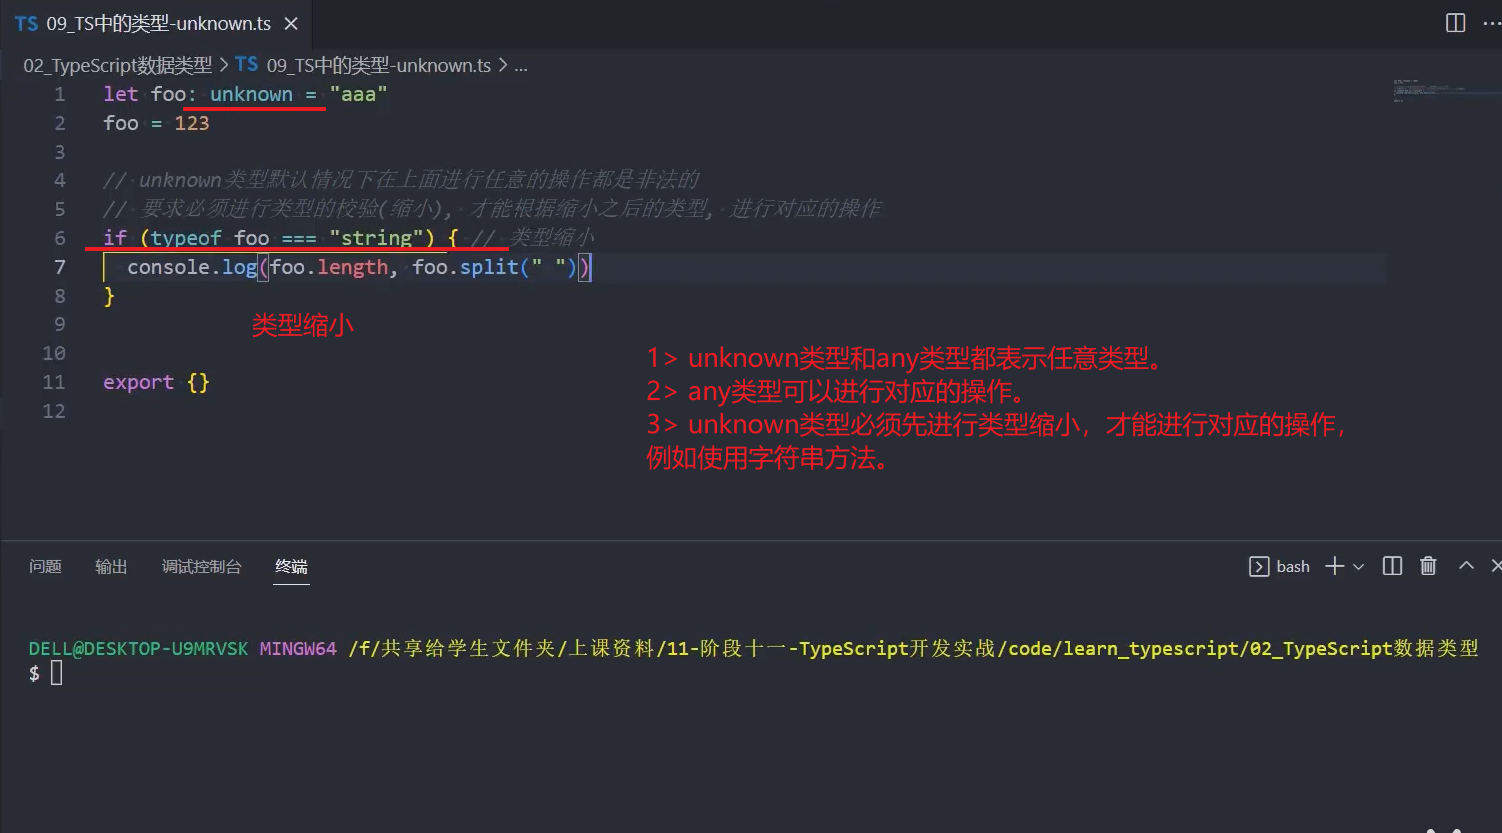 TS 09_TS中的类型-unknown.ts
02_TypeScript数据类型 > TS 09_TS中的类型-unknown.ts > ...
1 let foo: unknown = "aaa"
2 foo = 123
3
4 // unknown类型默认情况下在上面进行任意的操作都是非法的
5 // 要求必须进行类型的校验(缩小), 才能根据缩小之后的类型, 进行对应的操作
6 if (typeof foo === "string") { // 类型缩小
7 console.log(foo.length, foo.split(" "))
8 }
9
类型缩小
10
11 export {}
12
1> unknown类型和any类型都表示任意类型。
2> any类型可以进行对应的操作。
3> unknown类型必须先进行类型缩小，才能进行对应的操作，
例如使用字符串方法。
问题 输出 调试控制台 终端 bash
DELL@DESKTOP-U9MRVSK MINGW64 /f/共享给学生文件夹/上课资料/11-阶段十一-TypeScript开发实战/code/learn_typescript/02_TypeScript数据类型
$